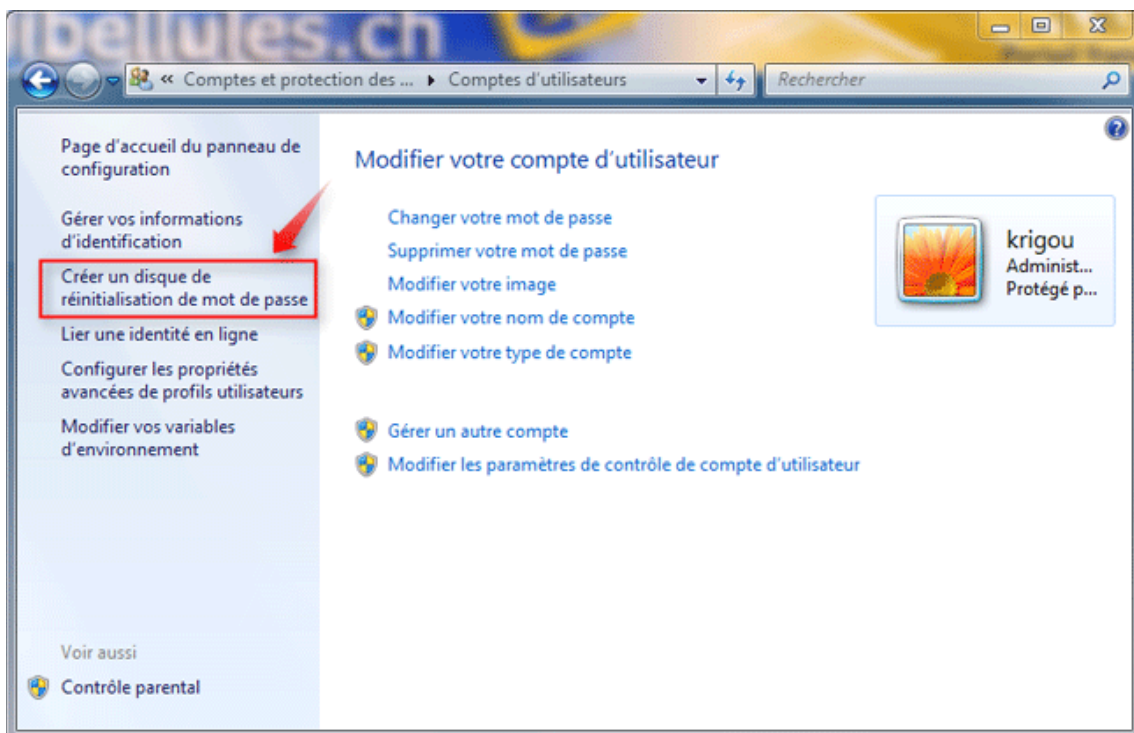 ibellules.ch
« Comptes et protection des ... ▸ Comptes d'utilisateurs
Rechercher
Page d'accueil du panneau de
configuration
Gérer vos informations
d'identification
Créer un disque de
réinitialisation de mot de passe
Lier une identité en ligne
Configurer les propriétés
avancées de profils utilisateurs
Modifier vos variables
d'environnement
Voir aussi
Contrôle parental
Modifier votre compte d'utilisateur
Changer votre mot de passe
Supprimer votre mot de passe
Modifier votre image
Modifier votre nom de compte
Modifier votre type de compte
Gérer un autre compte
Modifier les paramètres de contrôle de compte d'utilisateur
krigou
Administ...
Protégé p...